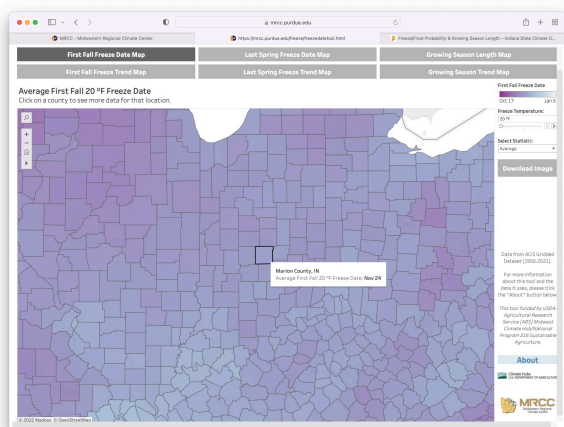 mrcc.purdue.edu
MRCC - Midwestern Regional Climate Center
https://mrcc.purdue.edu/freeze/freezedatetool.html
Freeze/Frost Probability & Growing Season Length – Indiana State Climate O...
First Fall Freeze Date Map
Last Spring Freeze Date Map
Growing Season Length Map
First Fall Freeze Trend Map
Last Spring Freeze Trend Map
Growing Season Trend Map
Average First Fall 20 °F Freeze Date
Click on a county to see more data for that location.
Marion County, IN
Average First Fall 20 °F Freeze Date: Nov 24
© 2022 Mapbox © OpenStreetMap
First Fall Freeze Date
Oct 17 Jan 5
Freeze Temperature:
20 °F
Select Statistic:
Average
Download Image
Data from ACIS Gridded
Dataset (1950-2021).
For more information
about this tool and the
data it uses, please click
the "About" button below
This tool funded by USDA-
Agricultural Research
Service (ARS) Midwest
Climate Hub/National
Program 216 Sustainable
Agriculture.
About
USDA Climate Hubs
U.S. DEPARTMENT OF AGRICULTURE
MRCC
Midwestern Regional
Climate Center